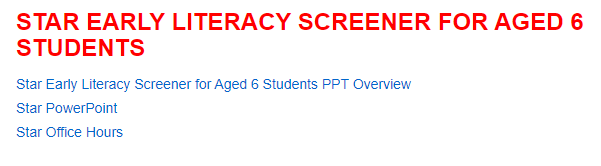 STAR EARLY LITERACY SCREENER FOR AGED 6
STUDENTS
Star Early Literacy Screener for Aged 6 Students PPT Overview
Star PowerPoint
Star Office Hours